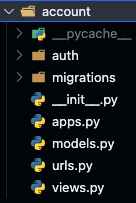 account
__pycache__
auth
migrations
__init__.py
apps.py
models.py
urls.py
views.py